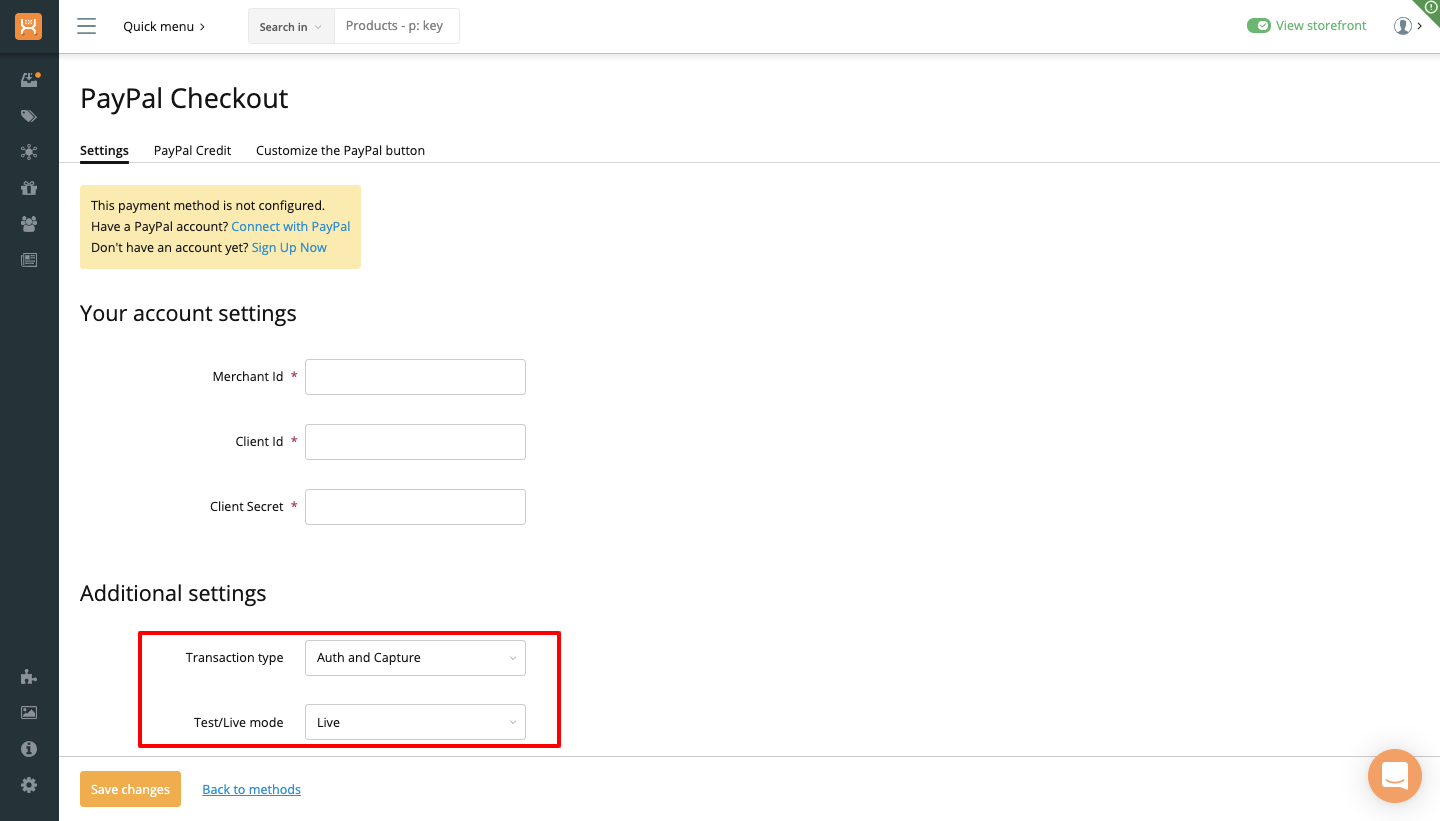 Quick menu
Search in
Products - p: key
View storefront
PayPal Checkout
Settings
PayPal Credit
Customize the PayPal button
This payment method is not configured.
Have a PayPal account? Connect with PayPal
Don't have an account yet? Sign Up Now
Your account settings
Merchant Id *
Client Id *
Client Secret *
Additional settings
Transaction type
Auth and Capture
Test/Live mode
Live
Save changes
Back to methods